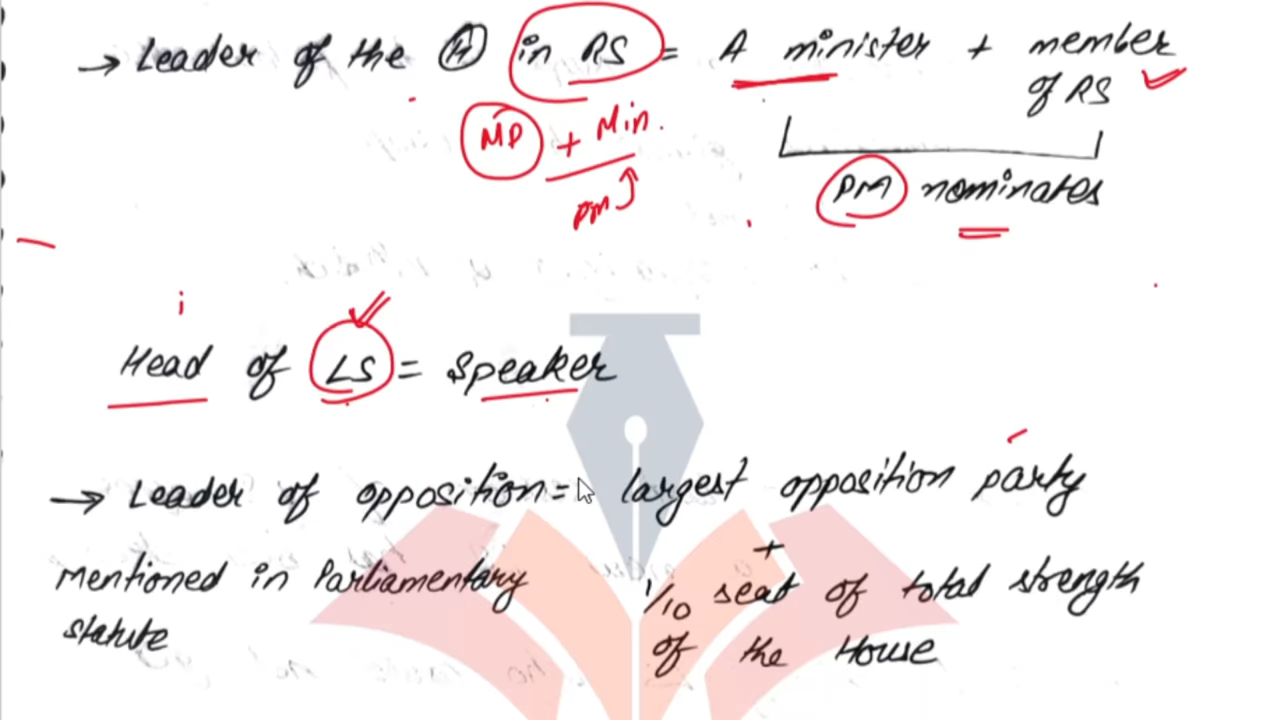 → Leader of the (H) in RS = A minister + member
of RS
MP + Min.
PM
PM nominates
Head of LS = Speaker
→ Leader of opposition = largest opposition party
+
mentioned in Parliamentary 1/10 seat of total strength
statute of the House